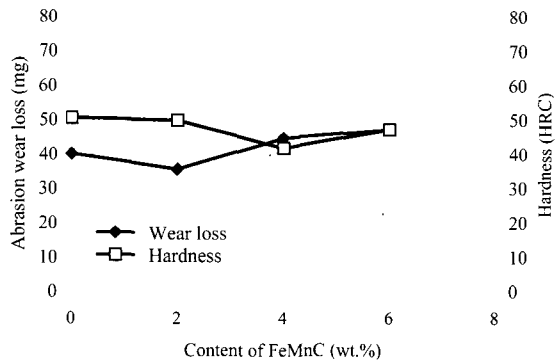 80 80
70 70
60 60
50 50
40 40
30 30
20 20
10 10
0 0
Abrasion wear loss (mg)
Hardness (HRC)
Wear loss
Hardness
0 2 4 6 8
Content of FeMnC (wt.%)